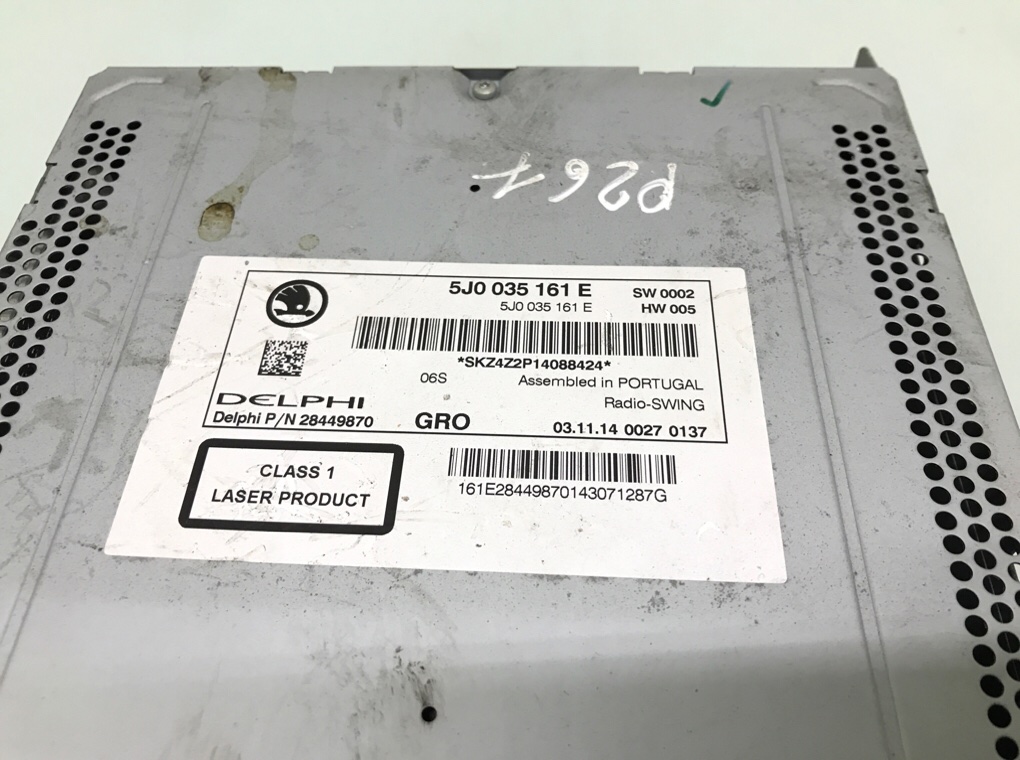 P267
5J0 035 161 E SW 0002
5J0 035 161 E HW 005
*SKZ4Z2P14088424*
06S Assembled in PORTUGAL
DELPHI Radio-SWING
Delphi P/N 28449870 GRO 03.11.14 0027 0137
CLASS 1
LASER PRODUCT
161E28449870143071287G